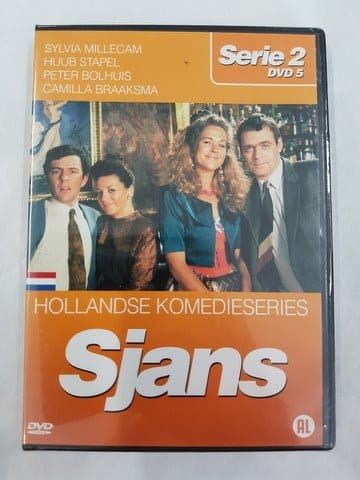 SYLVIA MILLECAM
HUUB STAPEL
PETER BOLHUIS
CAMILLA BRAAKSMA
Serie 2
DVD 5
HOLLANDSE KOMEDIESERIES
Sjans
DVD
AL